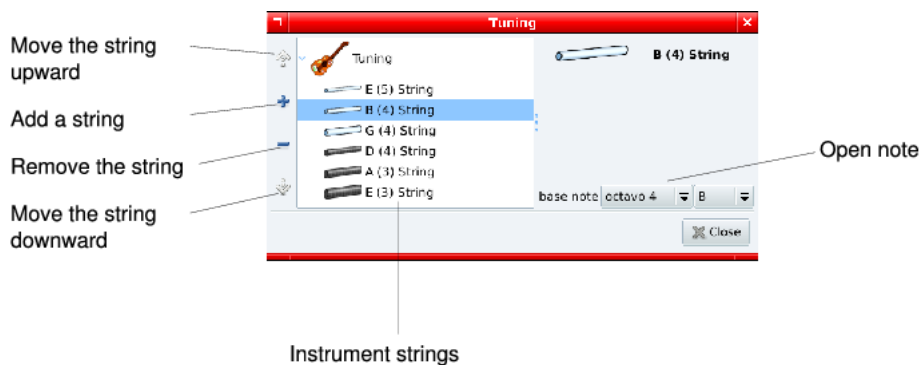 Tuning
Move the string
upward
Tuning
B (4) String
E (5) String
Add a string
B (4) String
G (4) String
Remove the string
D (4) String
Open note
A (3) String
E (3) String
base note octavo 4 B
Move the string
downward
Close
Instrument strings